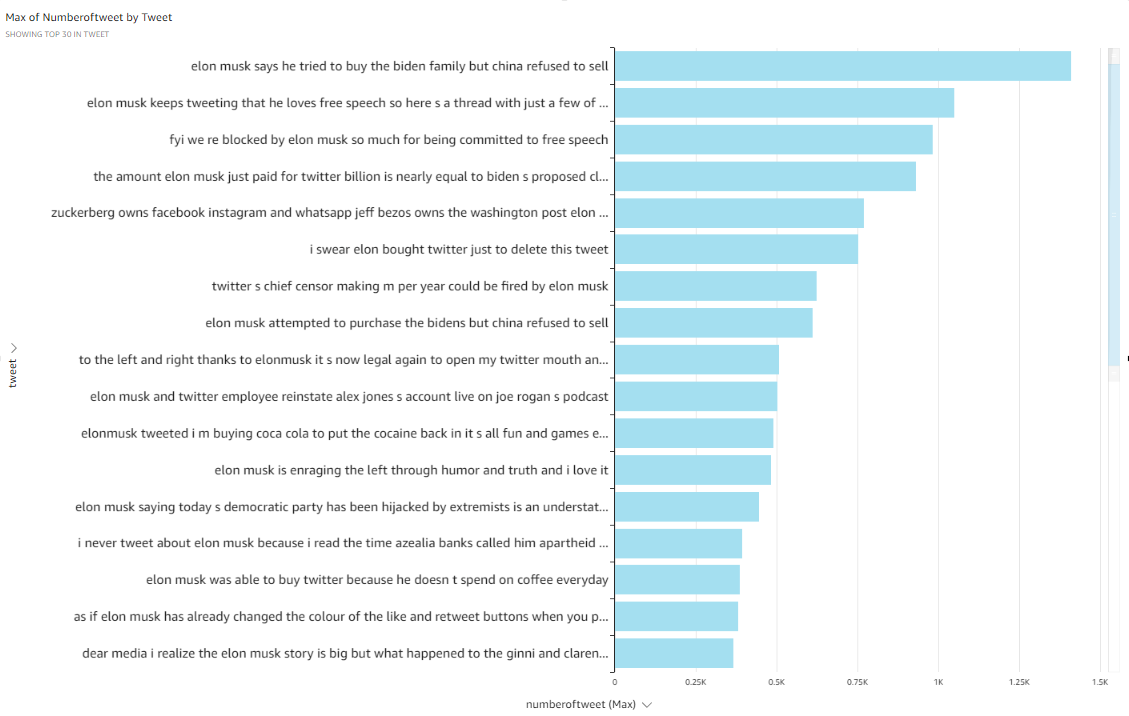 Max of Numberoftweet by Tweet
SHOWING TOP 30 IN TWEET
elon musk says he tried to buy the biden family but china refused to sell
elon musk keeps tweeting that he loves free speech so here s a thread with just a few of ...
fyi we re blocked by elon musk so much for being committed to free speech
the amount elon musk just paid for twitter billion is nearly equal to biden s proposed cl...
zuckerberg owns facebook instagram and whatsapp jeff bezos owns the washington post elon ...
i swear elon bought twitter just to delete this tweet
twitter s chief censor making m per year could be fired by elon musk
elon musk attempted to purchase the bidens but china refused to sell
to the left and right thanks to elonmusk it s now legal again to open my twitter mouth an...
elon musk and twitter employee reinstate alex jones s account live on joe rogan s podcast
elonmusk tweeted i m buying coca cola to put the cocaine back in it s all fun and games e...
elon musk is enraging the left through humor and truth and i love it
elon musk saying today s democratic party has been hijacked by extremists is an understat...
i never tweet about elon musk because i read the time azealia banks called him apartheid ...
elon musk was able to buy twitter because he doesn t spend on coffee everyday
as if elon musk has already changed the colour of the like and retweet buttons when you p...
dear media i realize the elon musk story is big but what happened to the ginni and claren...
tweet
0 0.25K 0.5K 0.75K 1K 1.25K 1.5K
numberoftweet (Max)